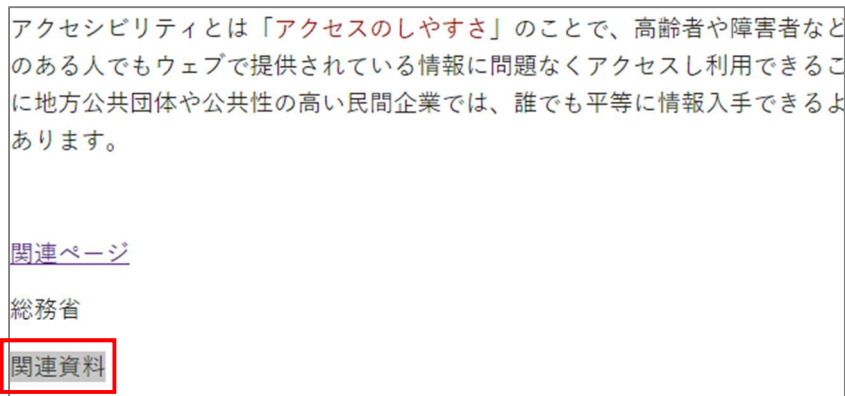 アクセシビリティとは「アクセスのしやすさ」のことで、高齢者や障害者など
のある人でもウェブで提供されている情報に問題なくアクセスし利用できるこ
に地方公共団体や公共性の高い民間企業では、誰でも平等に情報入手できるよ
あります。
関連ページ
総務省
関連資料